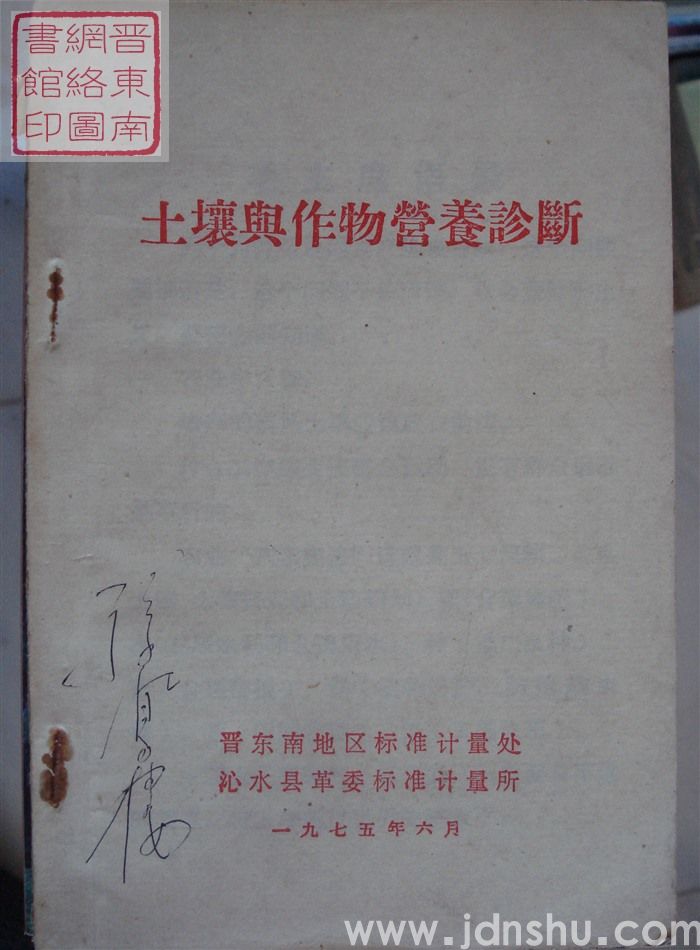 晋東南
網絡圖
書館印
土壤與作物營養診斷
晋东南地区标准计量处
沁水县革委标准计量所
一九七五年六月
www.jdnshu.com